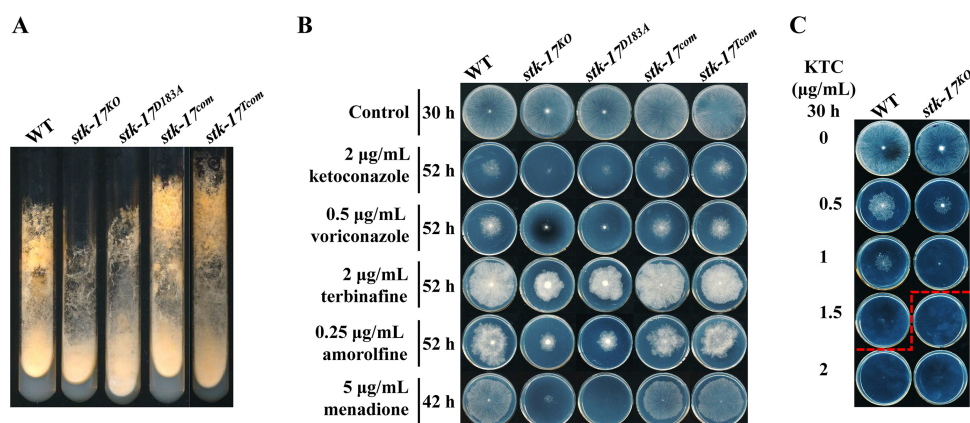 A
WT
stk-17KO
stk-17D183A
stk-17com
stk-17Tcom
B
WT
stk-17KO
stk-17D183A
stk-17com
stk-17Tcom
Control 30 h
2 μg/mL
ketoconazole 52 h
0.5 μg/mL
voriconazole 52 h
2 μg/mL
terbinafine 52 h
0.25 μg/mL
amorolfine 52 h
5 μg/mL
menadione 42 h
C
KTC
(μg/mL)
30 h
WT
stk-17KO
0
0.5
1
1.5
2